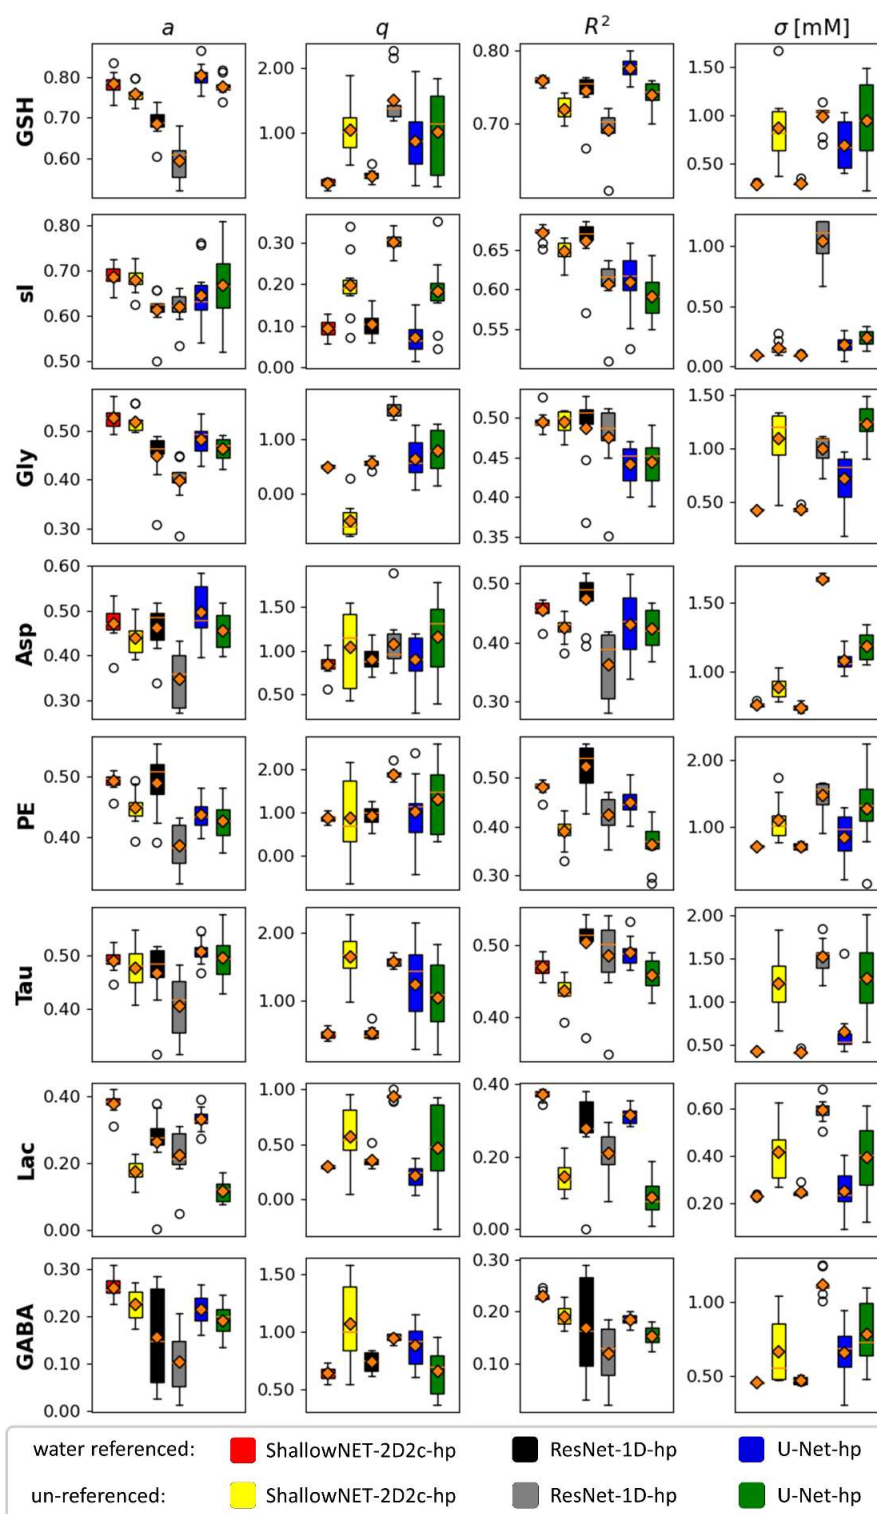 a q R² σ [mM]
GSH
0.80 0.70 0.60
2.00 1.00
0.80 0.70
1.50 1.00 0.50
sI
0.80 0.70 0.60 0.50
0.30 0.20 0.10 0.00
0.65 0.60 0.55
1.00 0.50 0.00
Gly
0.50 0.40 0.30
1.00 0.00
0.50 0.45 0.40 0.35
1.50 1.00 0.50
Asp
0.60 0.50 0.40 0.30
1.50 1.00 0.50
0.50 0.40 0.30
1.50 1.00
PE
0.50 0.40
2.00 1.00 0.00
0.50 0.40 0.30
2.00 1.00
Tau
0.50 0.40
2.00 1.00
0.50 0.40
2.00 1.50 1.00 0.50
Lac
0.40 0.20 0.00
1.00 0.50 0.00
0.40 0.20 0.00
0.60 0.40 0.20
GABA
0.30 0.20 0.10 0.00
1.50 1.00 0.50
0.30 0.20 0.10
1.00 0.50
water referenced: ShallowNET-2D2c-hp ResNet-1D-hp U-Net-hp
un-referenced: ShallowNET-2D2c-hp ResNet-1D-hp U-Net-hp